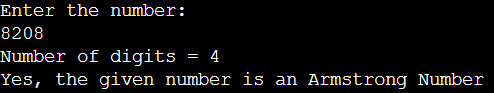 Enter the number:
8208
Number of digits = 4
Yes, the given number is an Armstrong Number